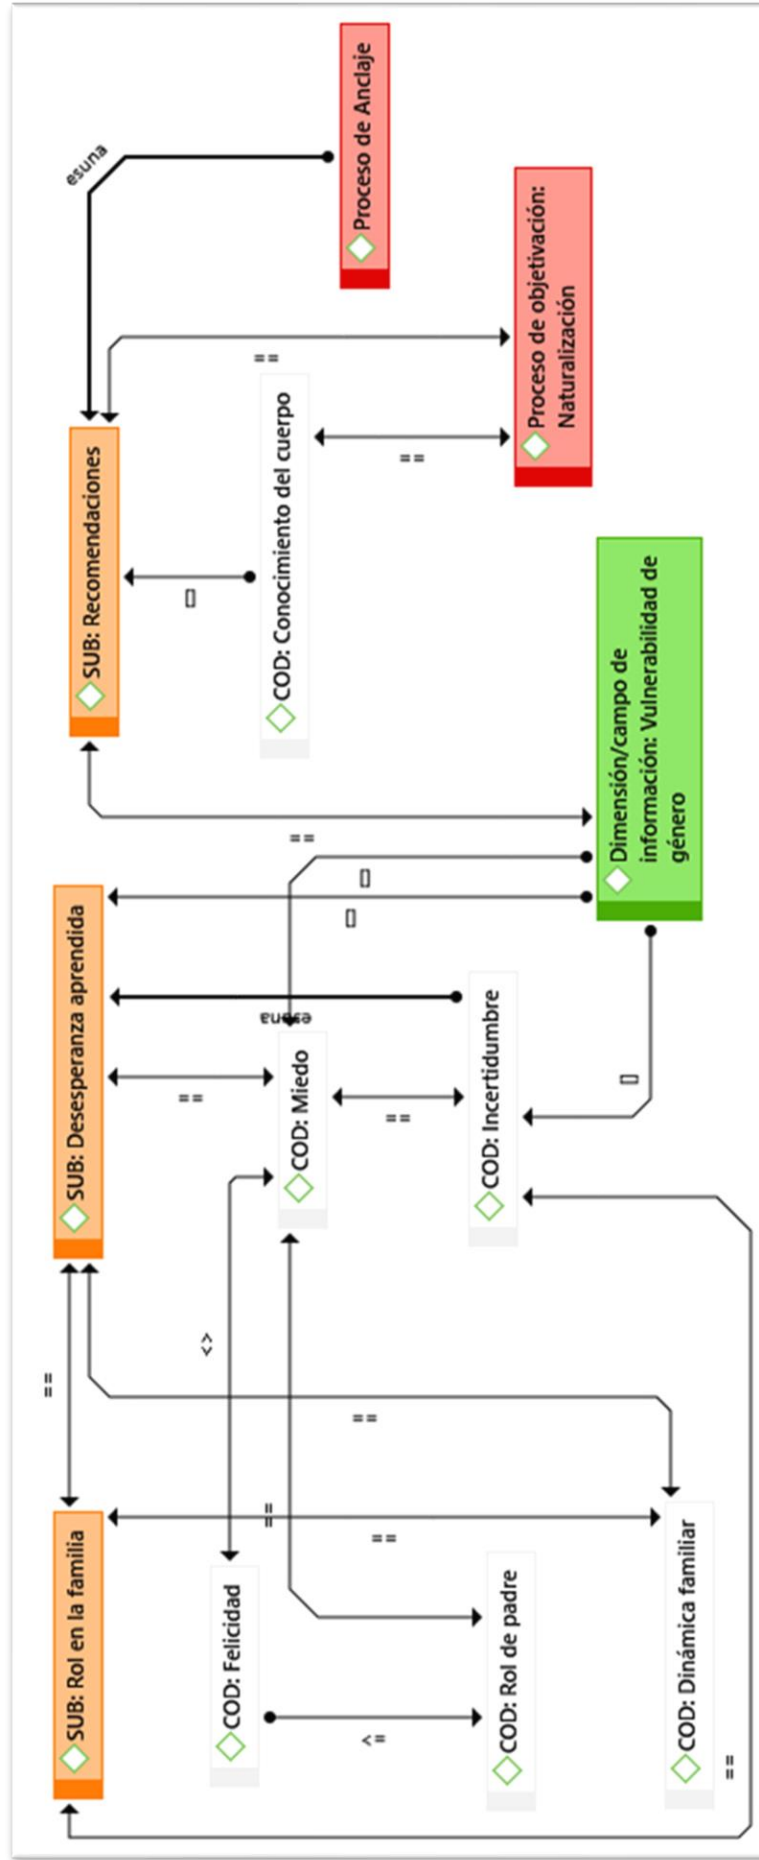 SUB: Rol en la familia
==
SUB: Desesperanza aprendida
SUB: Recomendaciones
esuna
COD: Felicidad
<>
==
[]
COD: Conocimiento del cuerpo
==
Proceso de Anclaje
<=
==
COD: Miedo
esuna
==
[]
[]
==
==
COD: Rol de padre
==
COD: Incertidumbre
==
Proceso de objetivación:
Naturalización
COD: Dinámica familiar
==
[]
Dimensión/campo de
información: Vulnerabilidad de
género